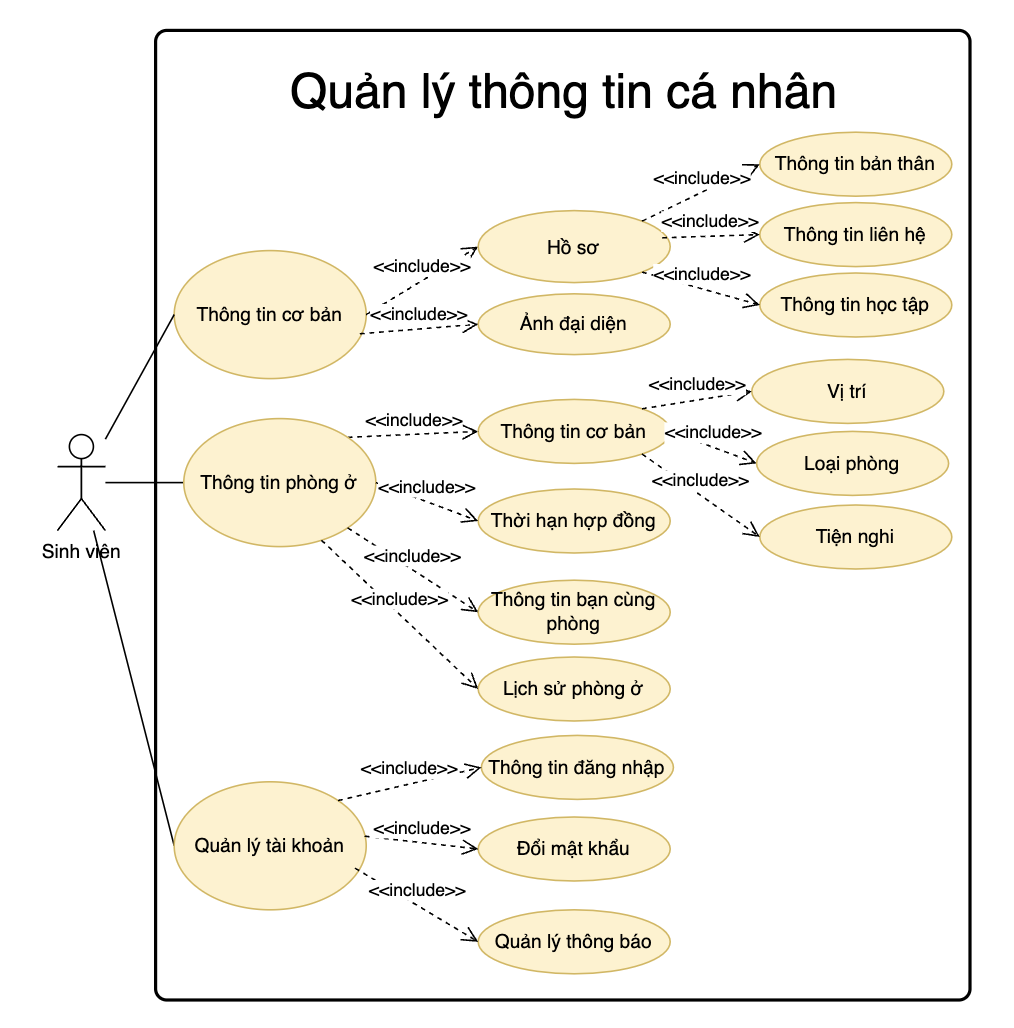 Quản lý thông tin cá nhân
Thông tin bản thân
<<include>>
Thông tin liên hệ
<<include>>
Hồ sơ
<<include>>
Thông tin học tập
<<include>>
Thông tin cơ bản
<<include>>
Ảnh đại diện
<<include>>
Vị trí
<<include>>
Thông tin cơ bản
<<include>>
Loại phòng
<<include>>
Tiện nghi
Thông tin phòng ở
<<include>>
Thời hạn hợp đồng
<<include>>
Thông tin bạn cùng
phòng
<<include>>
Lịch sử phòng ở
Sinh viên
<<include>>
Thông tin đăng nhập
<<include>>
Đổi mật khẩu
Quản lý tài khoản
<<include>>
Quản lý thông báo